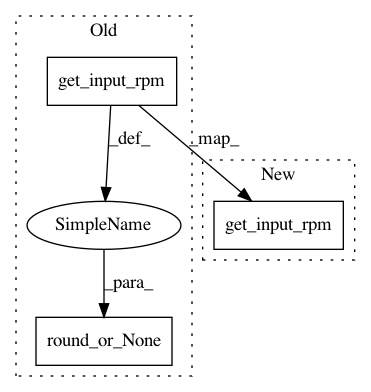 Old
get_input_rpm
_def_
_map_
New
SimpleName
get_input_rpm
_para_
round_or_None